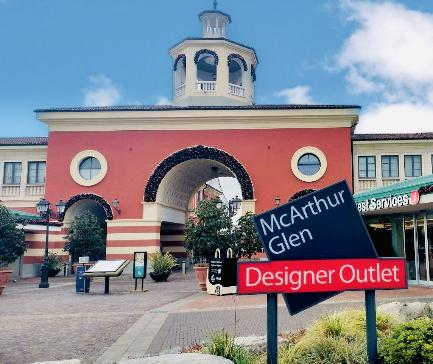 McArthur
Glen
Designer Outlet
est Services